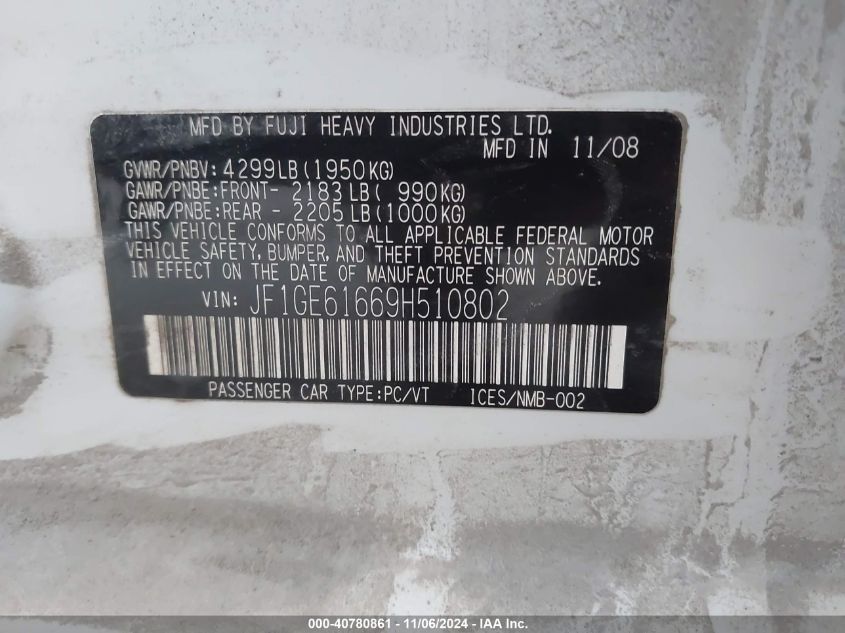 MFD BY FUJI HEAVY INDUSTRIES LTD.
MFD IN 11/08
GVWR/PNBV: 4299LB(1950KG)
GAWR/PNBE:FRONT- 2183LB( 990KG)
GAWR/PNBE:REAR - 2205LB(1000KG)
THIS VEHICLE CONFORMS TO ALL APPLICABLE FEDERAL MOTOR
VEHICLE SAFETY, BUMPER, AND THEFT PREVENTION STANDARDS
IN EFFECT ON THE DATE OF MANUFACTURE SHOWN ABOVE.
VIN: JF1GE61669H510802
PASSENGER CAR TYPE:PC/VT ICES/NMB-002
000-40780861 - 11/06/2024 - IAA Inc.